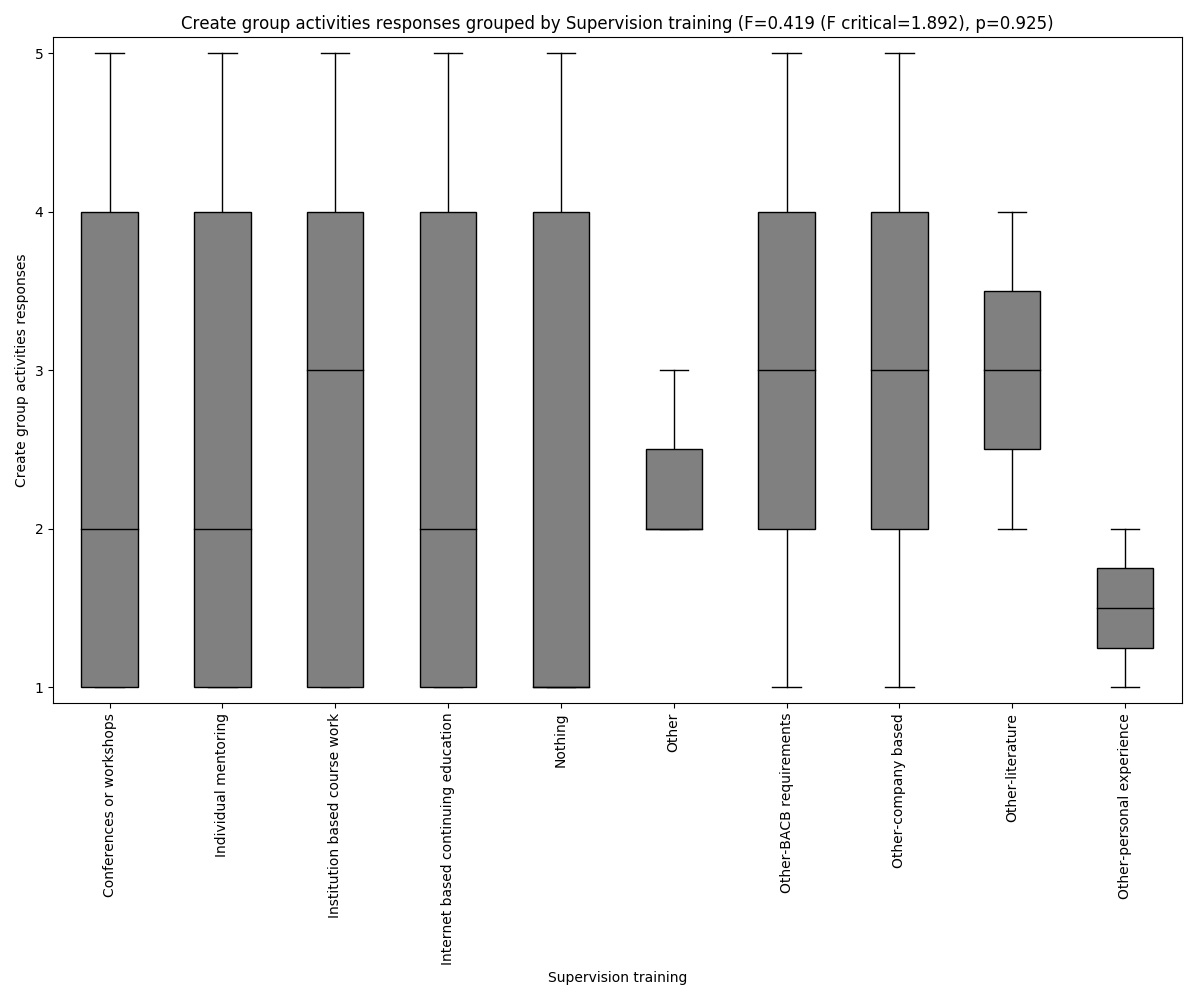 Create group activities responses grouped by Supervision training (F=0.419 (F critical=1.892), p=0.925)
Create group activities responses
5
4
3
2
1
Conferences or workshops
Individual mentoring
Institution based course work
Internet based continuing education
Nothing
Other
Other-BACB requirements
Other-company based
Other-literature
Other-personal experience
Supervision training